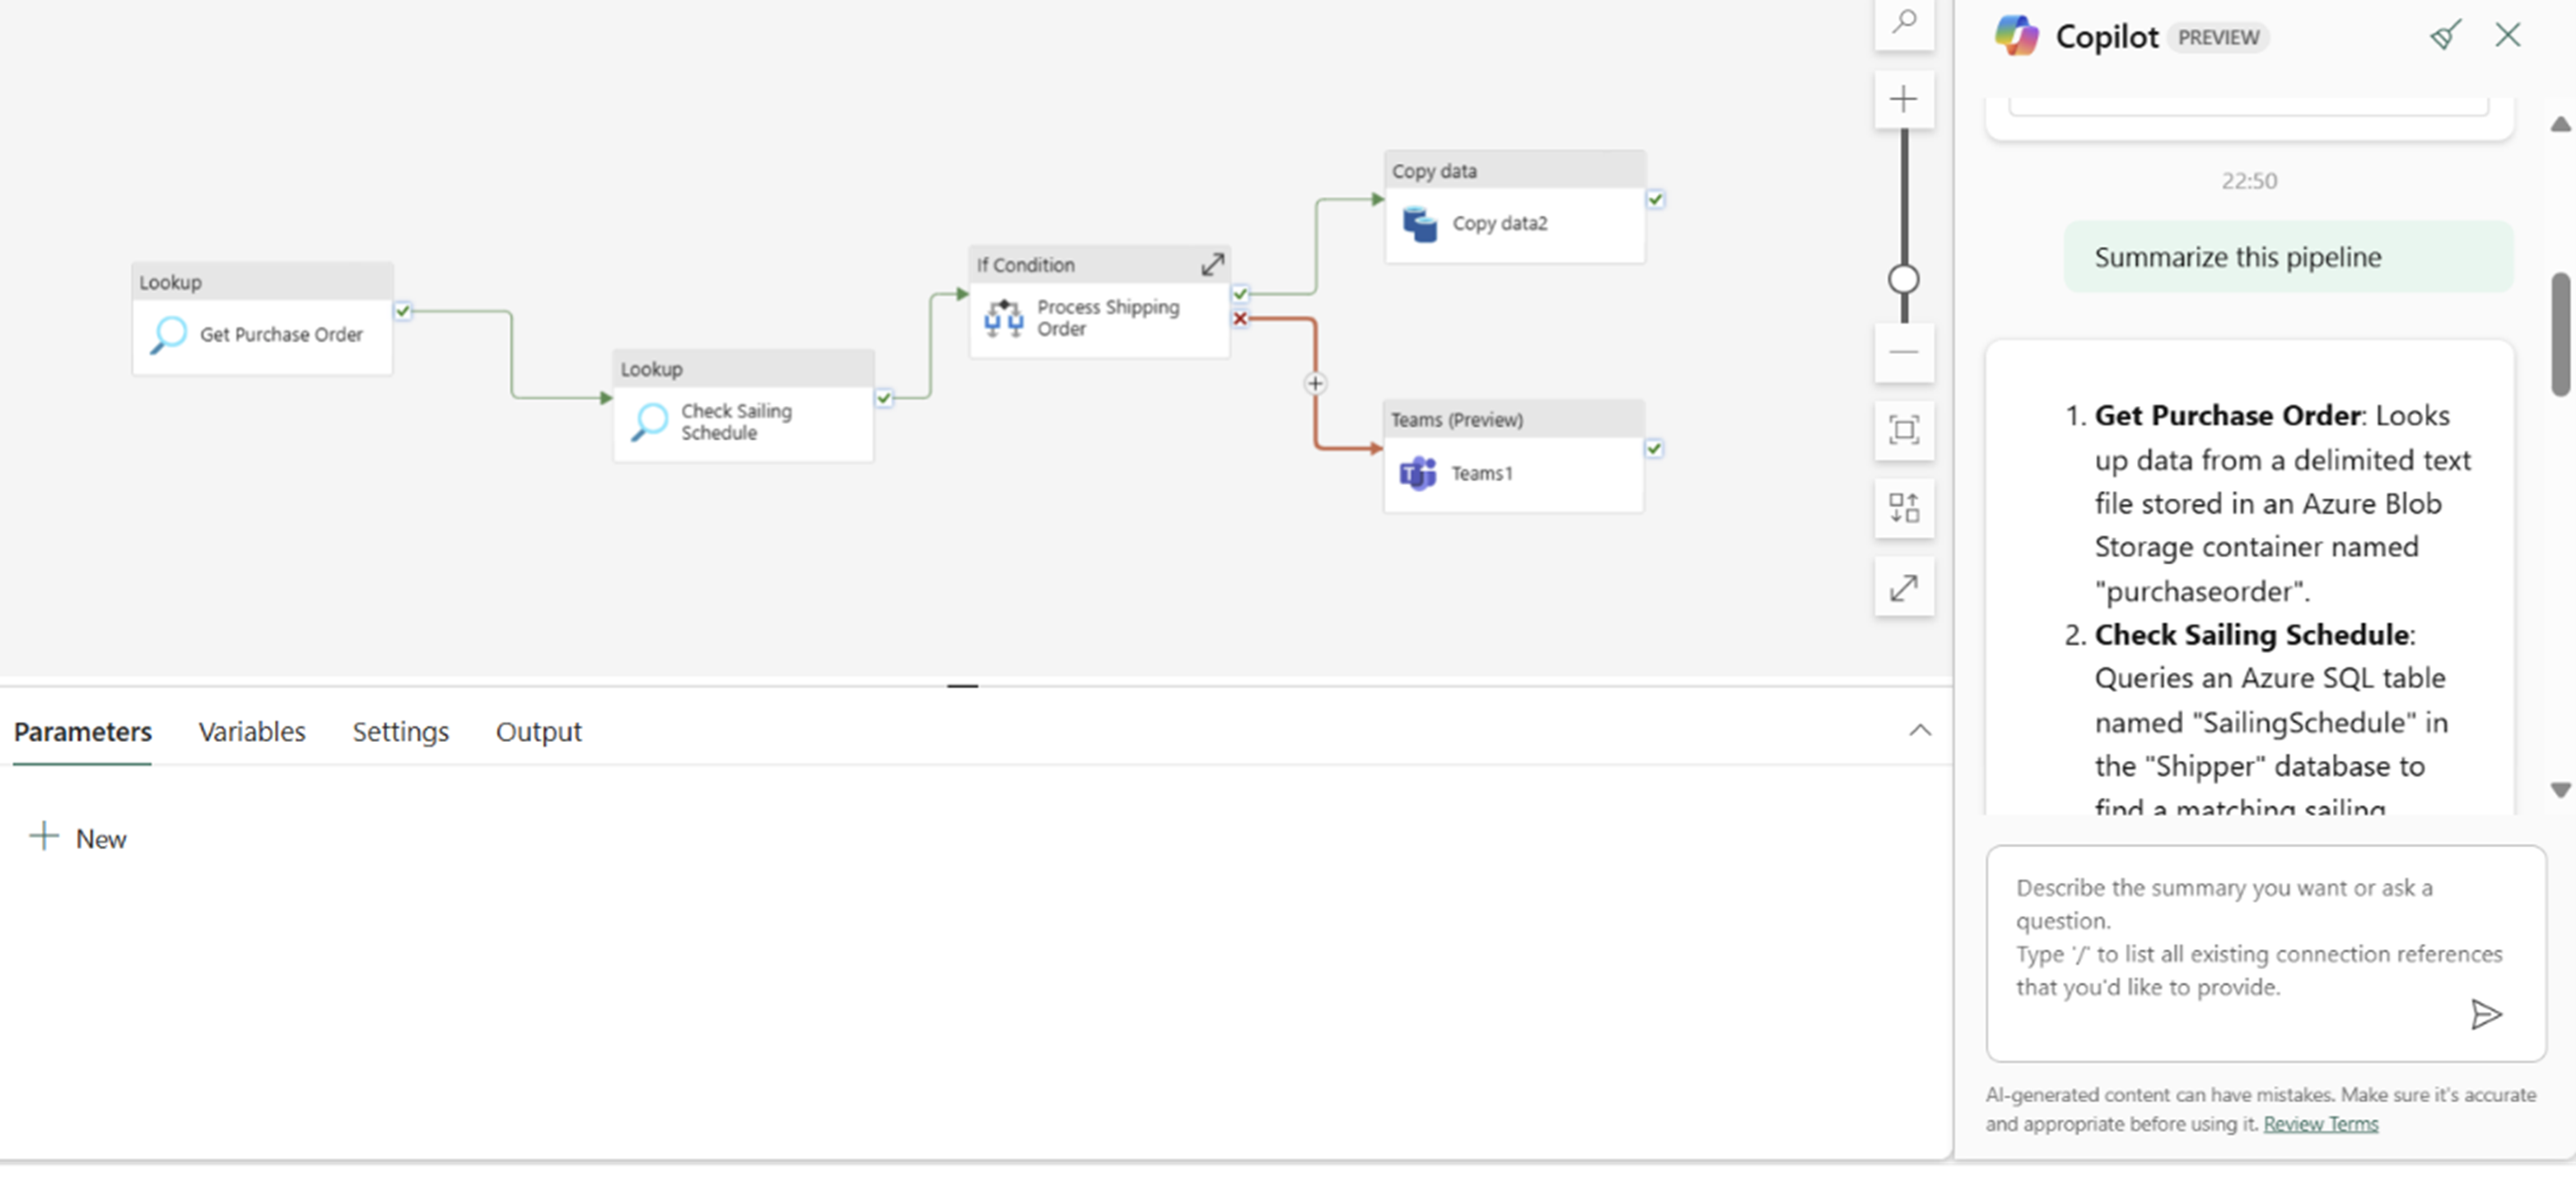 Lookup
Get Purchase Order
Lookup
Check Sailing
Schedule
If Condition
Process Shipping
Order
Copy data
Copy data2
Teams (Preview)
Teams1
Parameters
Variables
Settings
Output
New
Copilot PREVIEW
22:50
Summarize this pipeline
1. Get Purchase Order: Looks
up data from a delimited text
file stored in an Azure Blob
Storage container named
"purchaseorder".
2. Check Sailing Schedule:
Queries an Azure SQL table
named "SailingSchedule" in
the "Shipper" database to
find a matching sailing
Describe the summary you want or ask a
question.
Type '/' to list all existing connection references
that you'd like to provide.
AI-generated content can have mistakes. Make sure it's accurate
and appropriate before using it. Review Terms